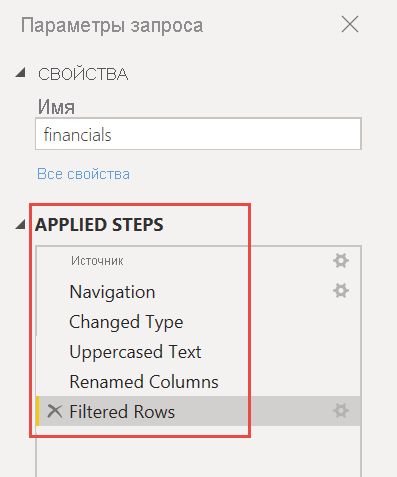 Параметры запроса
СВОЙСТВА
Имя
financials
Все свойства
APPLIED STEPS
Источник
Navigation
Changed Type
Uppercased Text
Renamed Columns
Filtered Rows